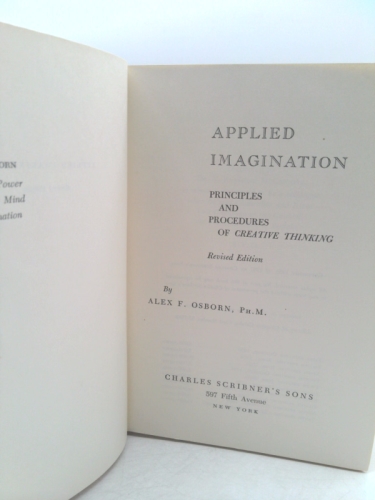 ORN
Power
Mind
nation
APPLIED
IMAGINATION
PRINCIPLES
AND
PROCEDURES
OF CREATIVE THINKING
Revised Edition
By
ALEX F. OSBORN, PH.M.
CHARLES SCRIBNER'S SONS
597 Fifth Avenue
NEW YORK